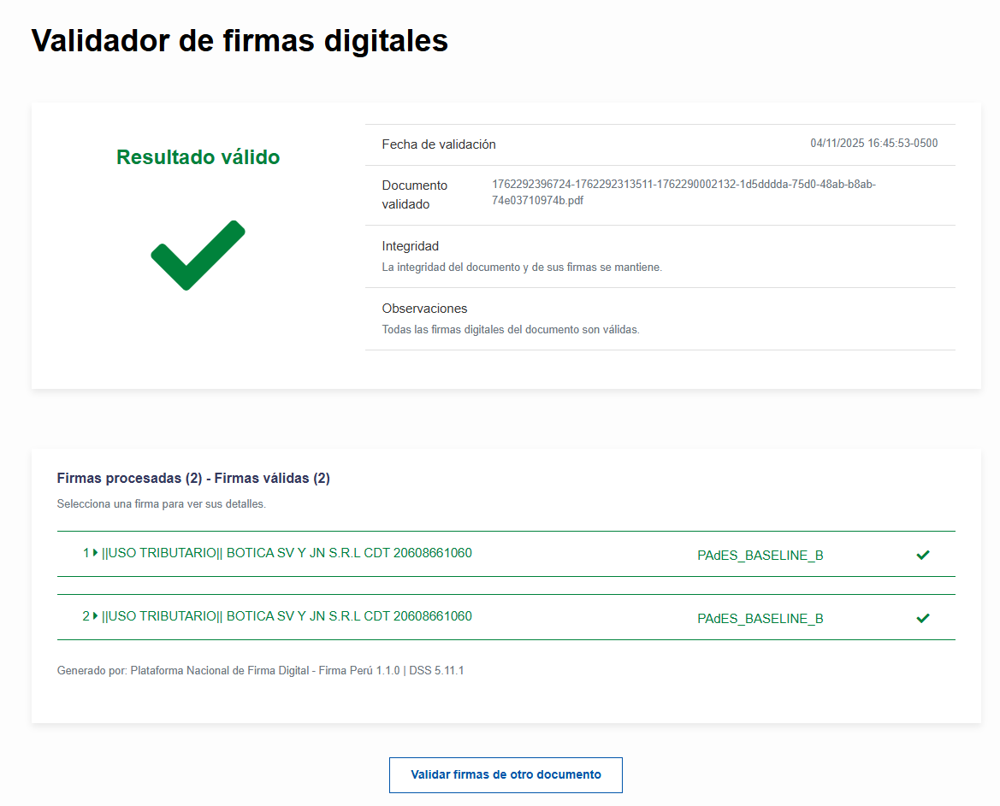 Validador de firmas digitales
Resultado válido
Fecha de validación 04/11/2025 16:45:53-0500
Documento validado
1762292396724-1762292313511-1762290002132-1d5dddda-75d0-48ab-b8ab-
74e03710974b.pdf
Integridad
La integridad del documento y de sus firmas se mantiene.
Observaciones
Todas las firmas digitales del documento son válidas.
Firmas procesadas (2) - Firmas válidas (2)
Selecciona una firma para ver sus detalles.
1 ||USO TRIBUTARIO|| BOTICA SV Y JN S.R.L CDT 20608661060 PAdES_BASELINE_B
2 ||USO TRIBUTARIO|| BOTICA SV Y JN S.R.L CDT 20608661060 PAdES_BASELINE_B
Generado por: Plataforma Nacional de Firma Digital - Firma Perú 1.1.0 | DSS 5.11.1
Validar firmas de otro documento